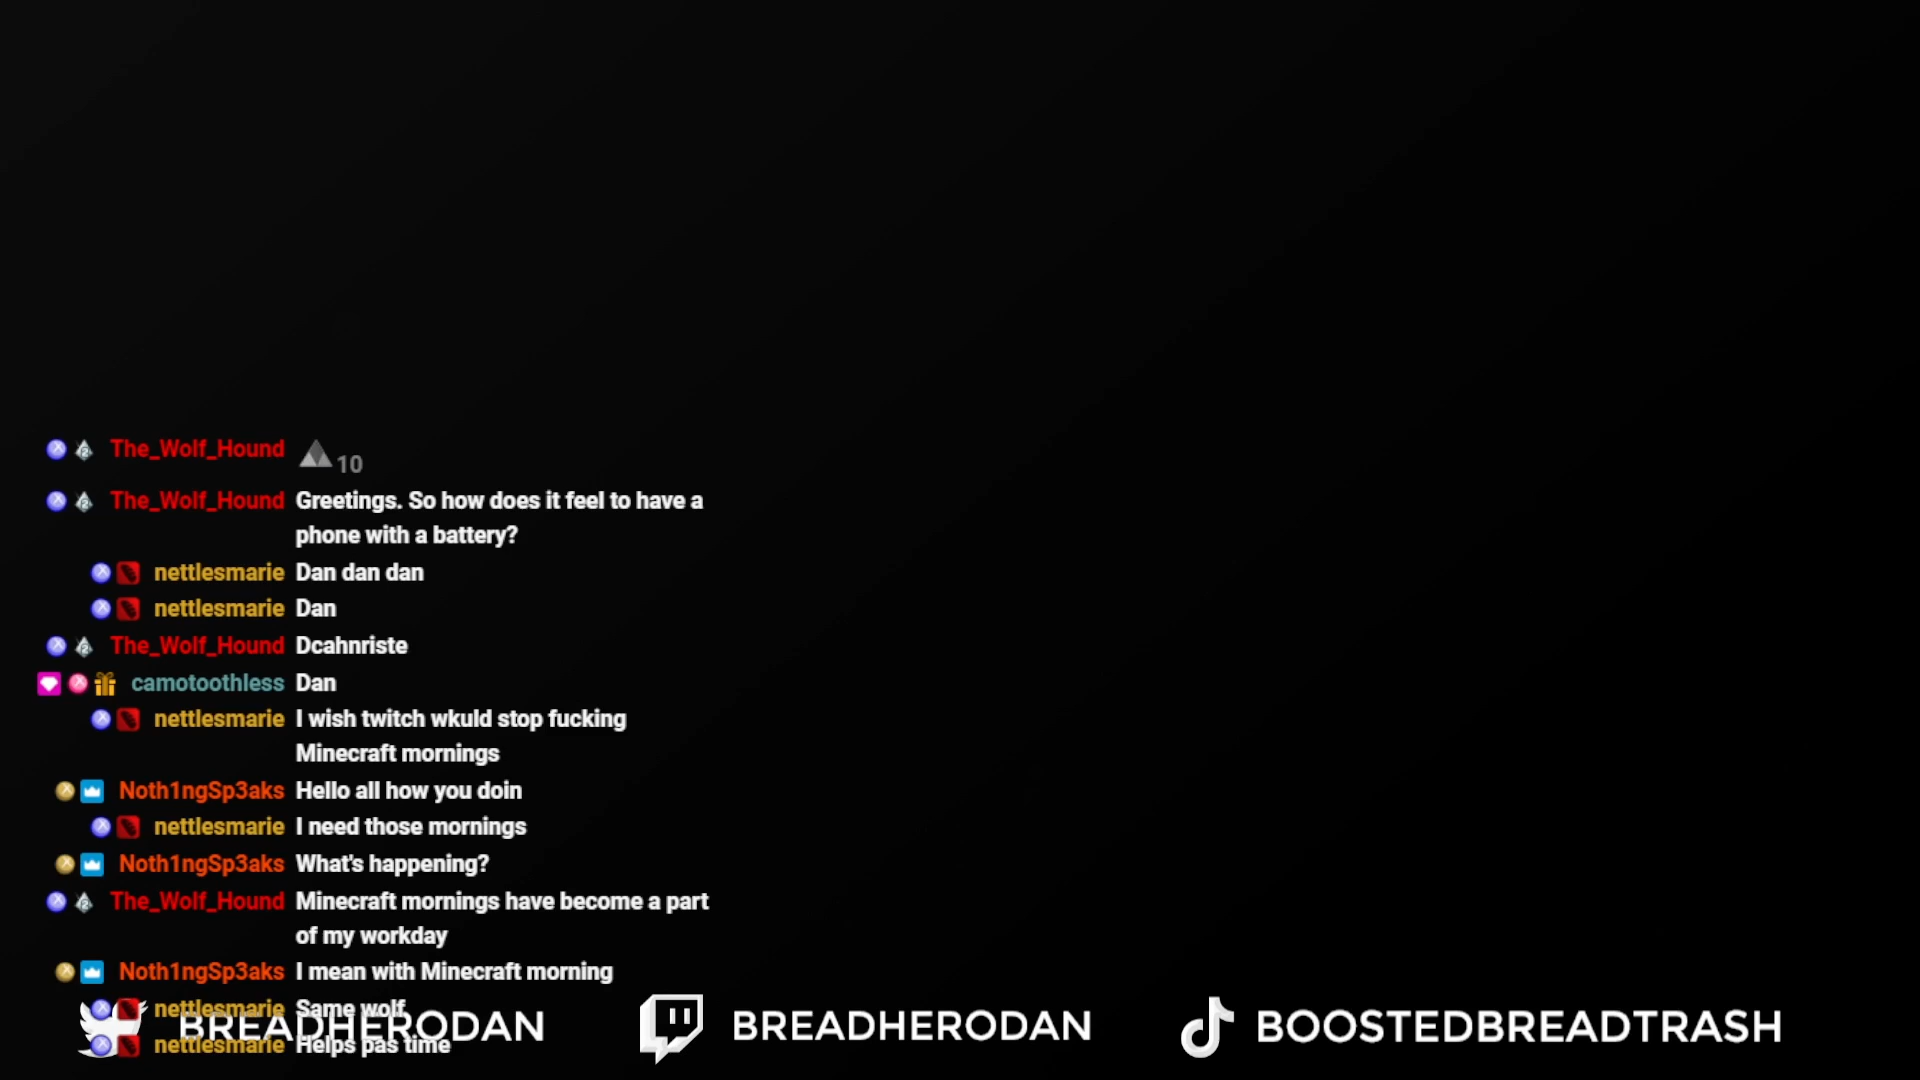 The_Wolf_Hound 10
The_Wolf_Hound Greetings. So how does it feel to have a
phone with a battery?
nettlesmarie Dan dan dan
nettlesmarie Dan
The_Wolf_Hound Dcahnriste
camotoothless Dan
nettlesmarie I wish twitch wkuld stop fucking
Minecraft mornings
Noth1ngSp3aks Hello all how you doin
nettlesmarie I need those mornings
Noth1ngSp3aks What's happening?
The_Wolf_Hound Minecraft mornings have become a part
of my workday
Noth1ngSp3aks I mean with Minecraft morning
nettlesmarie Same wolf
BREADHERODAN BREADHERODAN BOOSTEDBREADTRASH
nettlesmarie Helps pas time